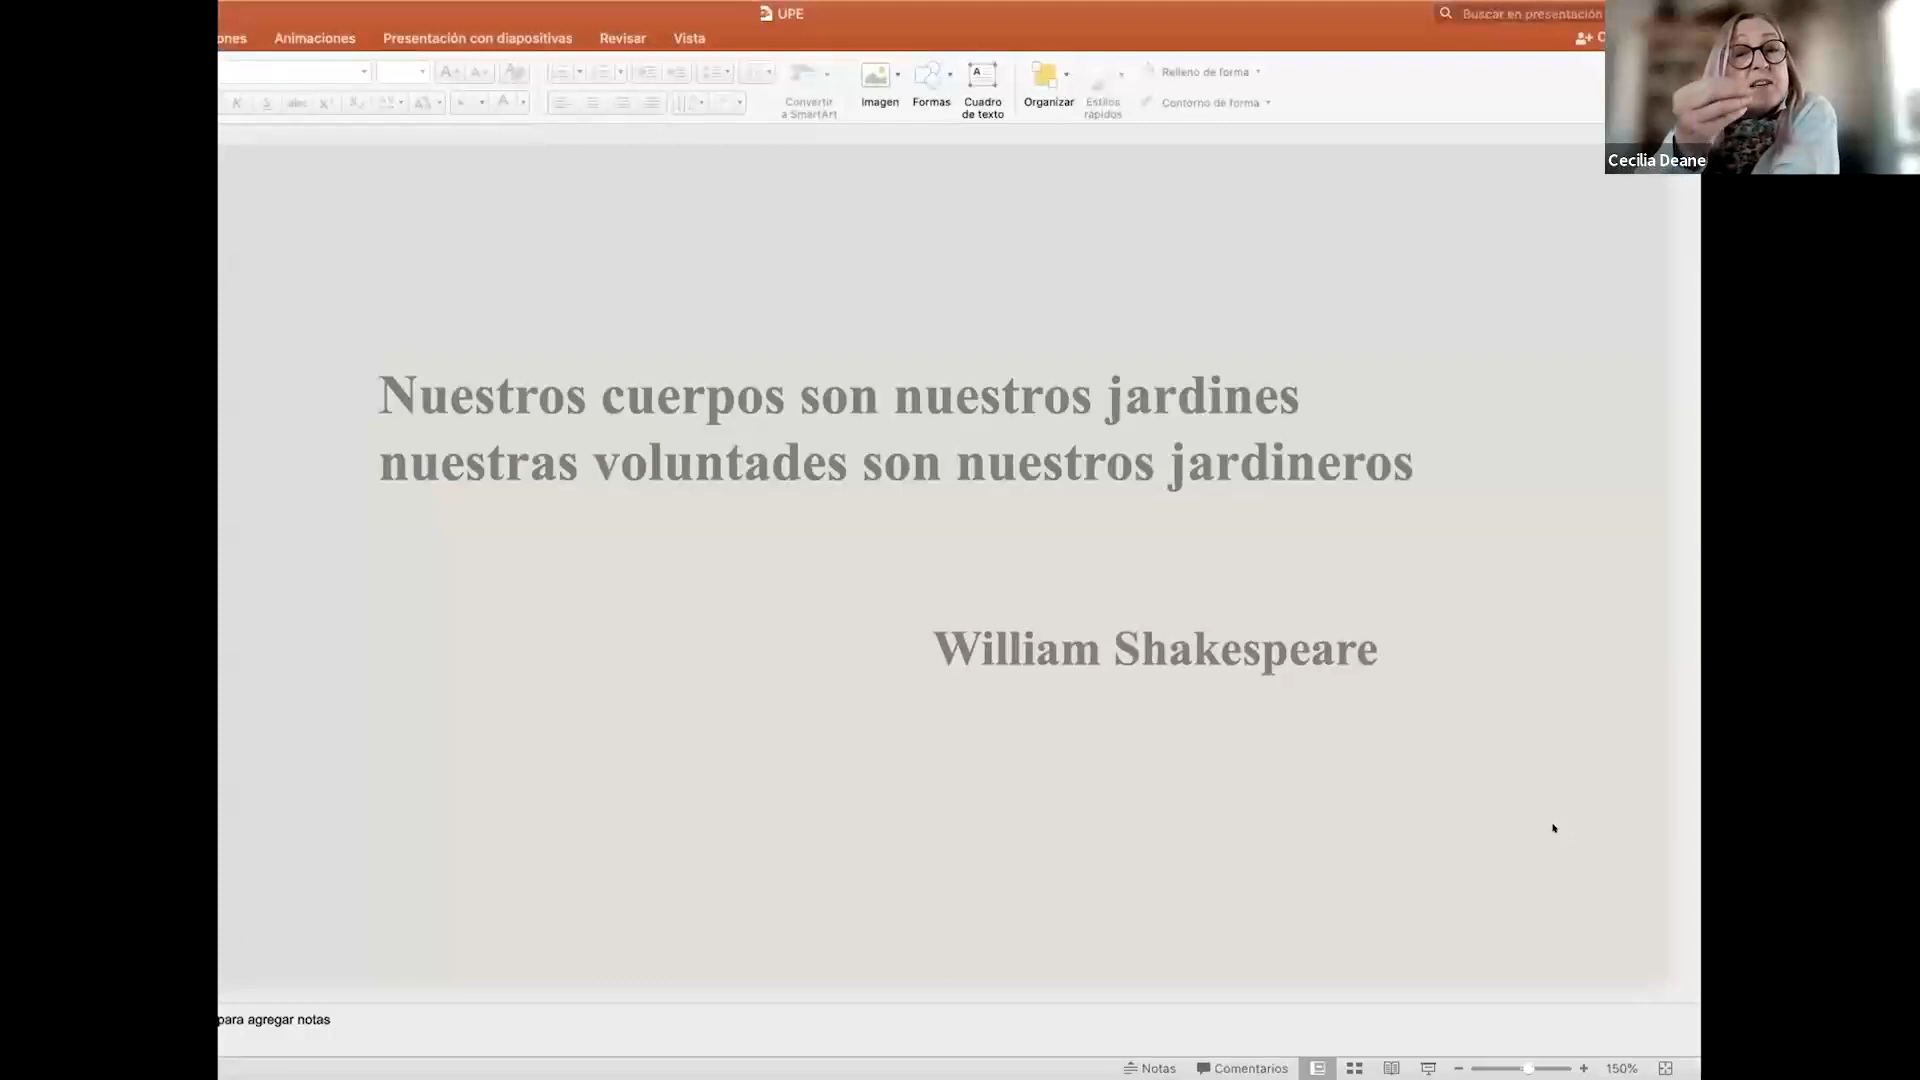 UPE
Buscar en presentación
ones Animaciones Presentación con diapositivas Revisar Vista
Convertir
a SmartArt
Imagen
Formas
Cuadro
de texto
Organizar
Estilos
rápidos
Relleno de forma
Contorno de forma
Cecilia Deane
Nuestros cuerpos son nuestros jardines
nuestras voluntades son nuestros jardineros
William Shakespeare
para agregar notas
Notas Comentarios 150%